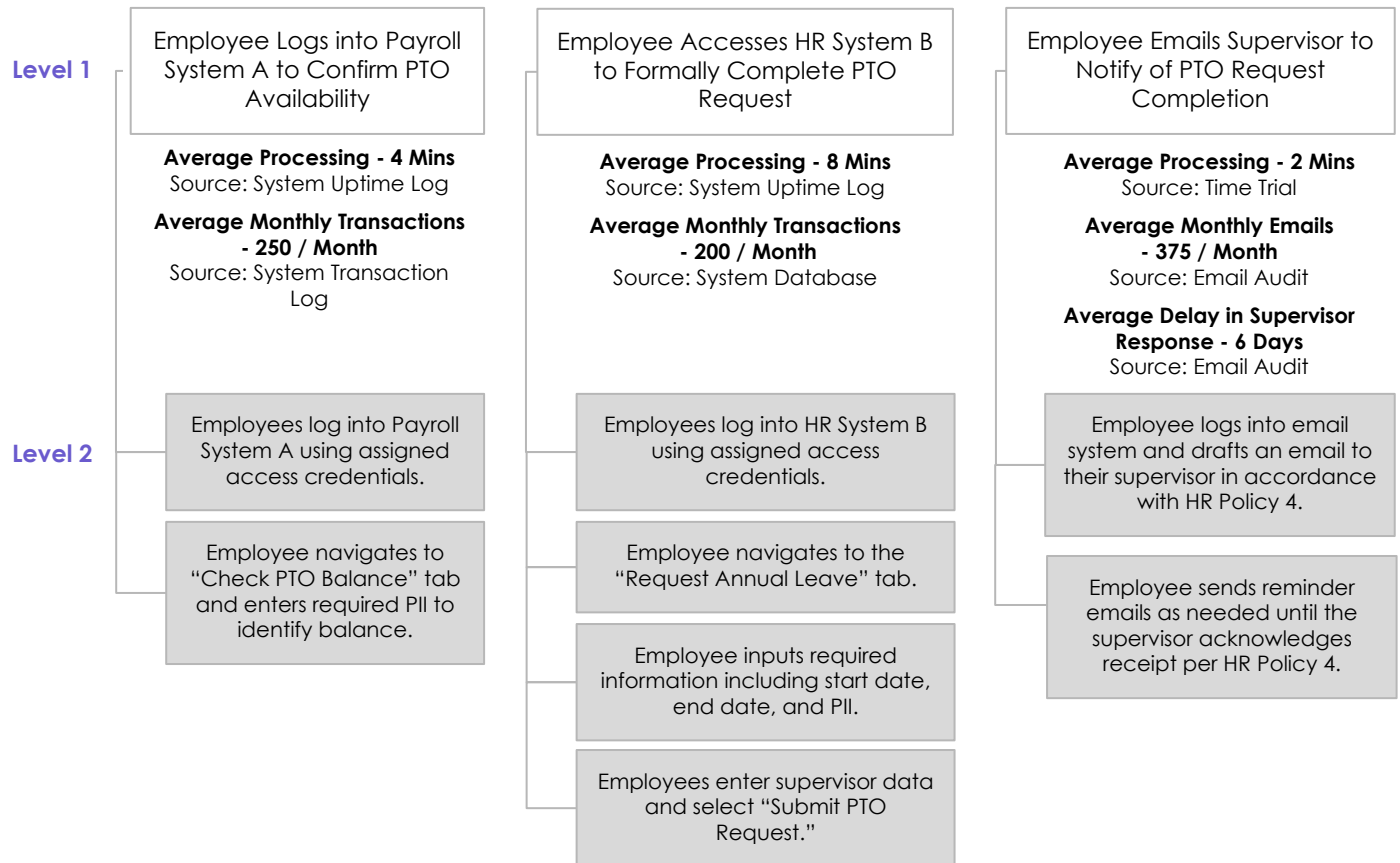 Level 1
Employee Logs into Payroll
System A to Confirm PTO
Availability
Average Processing - 4 Mins
Source: System Uptime Log
Average Monthly Transactions
- 250 / Month
Source: System Transaction
Log
Employee Accesses HR System B
to Formally Complete PTO
Request
Average Processing - 8 Mins
Source: System Uptime Log
Average Monthly Transactions
- 200 / Month
Source: System Database
Employee Emails Supervisor to
Notify of PTO Request
Completion
Average Processing - 2 Mins
Source: Time Trial
Average Monthly Emails
- 375 / Month
Source: Email Audit
Average Delay in Supervisor
Response - 6 Days
Source: Email Audit
Level 2
Employees log into Payroll
System A using assigned
access credentials.
Employee navigates to
“Check PTO Balance” tab
and enters required PII to
identify balance.
Employees log into HR System B
using assigned access
credentials.
Employee navigates to the
“Request Annual Leave” tab.
Employee inputs required
information including start date,
end date, and PII.
Employees enter supervisor data
and select “Submit PTO
Request.”
Employee logs into email
system and drafts an email to
their supervisor in accordance
with HR Policy 4.
Employee sends reminder
emails as needed until the
supervisor acknowledges
receipt per HR Policy 4.